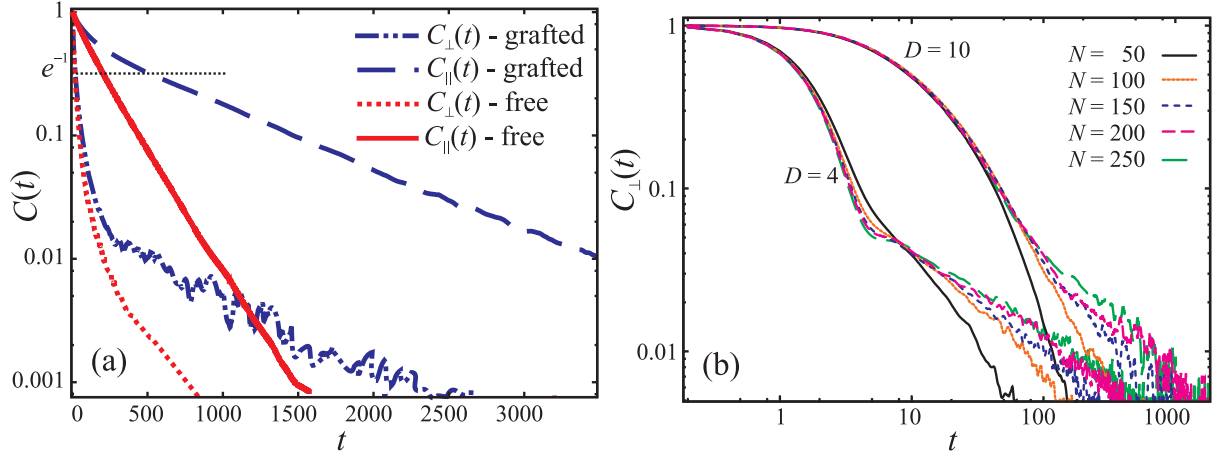 1
e⁻¹
0.1
0.01
0.001
C(t)
C⊥(t) - grafted
C∥(t) - grafted
C⊥(t) - free
C∥(t) - free
(a)
0 500 1000 1500 2000 2500 3000
t
1
0.1
0.01
C⊥(t)
D = 10
D = 4
N = 50
N = 100
N = 150
N = 200
N = 250
(b)
1 10 100 1000
t